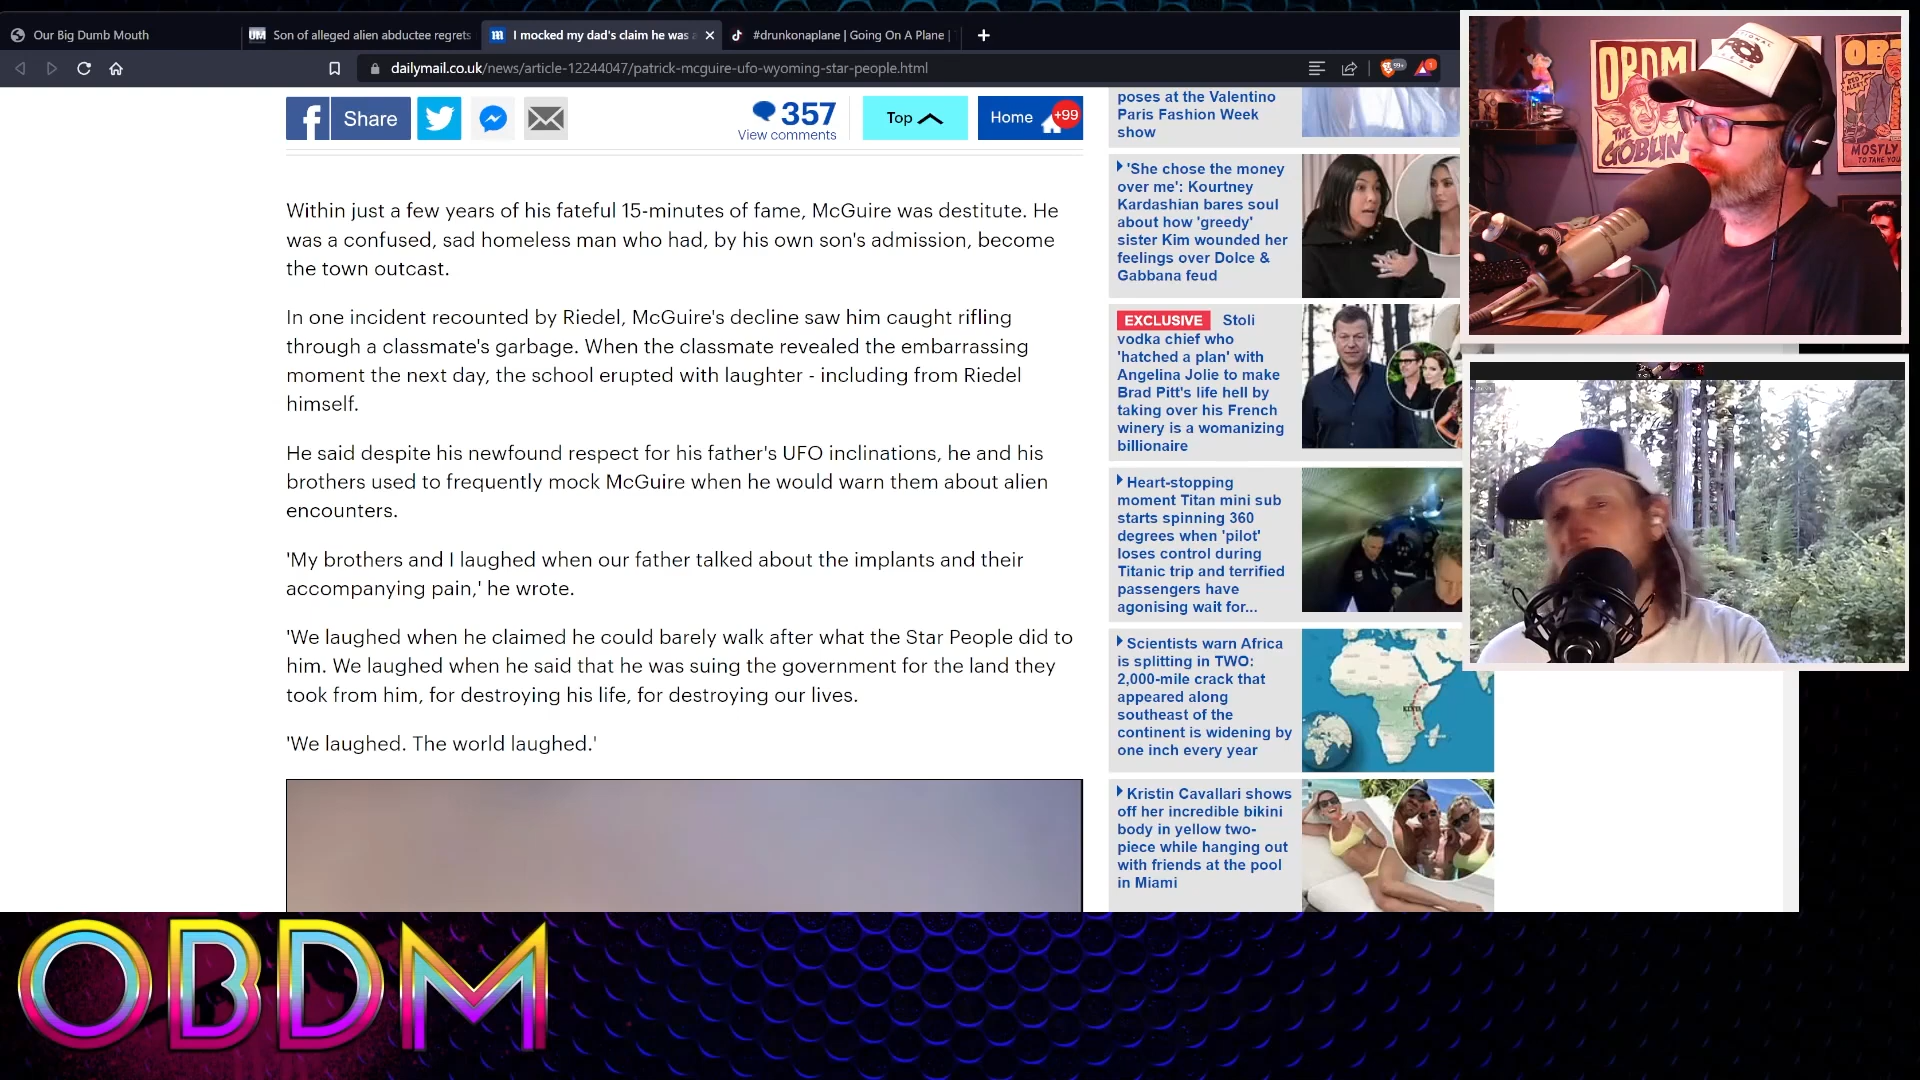 Our Big Dumb Mouth
UM Son of alleged alien abductee regrets
m I mocked my dad's claim he was a
#drunkonaplane | Going On A Plane |
dailymail.co.uk/news/article-12244047/patrick-mcguire-ufo-wyoming-star-people.html
99+
1
Share
357
View comments
Top
Home
+99
Within just a few years of his fateful 15-minutes of fame, McGuire was destitute. He
was a confused, sad homeless man who had, by his own son's admission, become
the town outcast.
In one incident recounted by Riedel, McGuire's decline saw him caught rifling
through a classmate's garbage. When the classmate revealed the embarrassing
moment the next day, the school erupted with laughter - including from Riedel
himself.
He said despite his newfound respect for his father's UFO inclinations, he and his
brothers used to frequently mock McGuire when he would warn them about alien
encounters.
'My brothers and I laughed when our father talked about the implants and their
accompanying pain,' he wrote.
'We laughed when he claimed he could barely walk after what the Star People did to
him. We laughed when he said that he was suing the government for the land they
took from him, for destroying his life, for destroying our lives.
'We laughed. The world laughed.'
poses at the Valentino
Paris Fashion Week
show
'She chose the money
over me': Kourtney
Kardashian bares soul
about how 'greedy'
sister Kim wounded her
feelings over Dolce &
Gabbana feud
EXCLUSIVE Stoli
vodka chief who
'hatched a plan' with
Angelina Jolie to make
Brad Pitt's life hell by
taking over his French
winery is a womanizing
billionaire
Heart-stopping
moment Titan mini sub
starts spinning 360
degrees when 'pilot'
loses control during
Titanic trip and terrified
passengers have
agonising wait for...
Scientists warn Africa
is splitting in TWO:
2,000-mile crack that
appeared along
southeast of the
continent is widening by
one inch every year
KENYA
Kristin Cavallari shows
off her incredible bikini
body in yellow two-
piece while hanging out
with friends at the pool
in Miami
OBDM
THE
GOBLIN
OBD
MOSTLY
TO TAKE YOU
OBDM